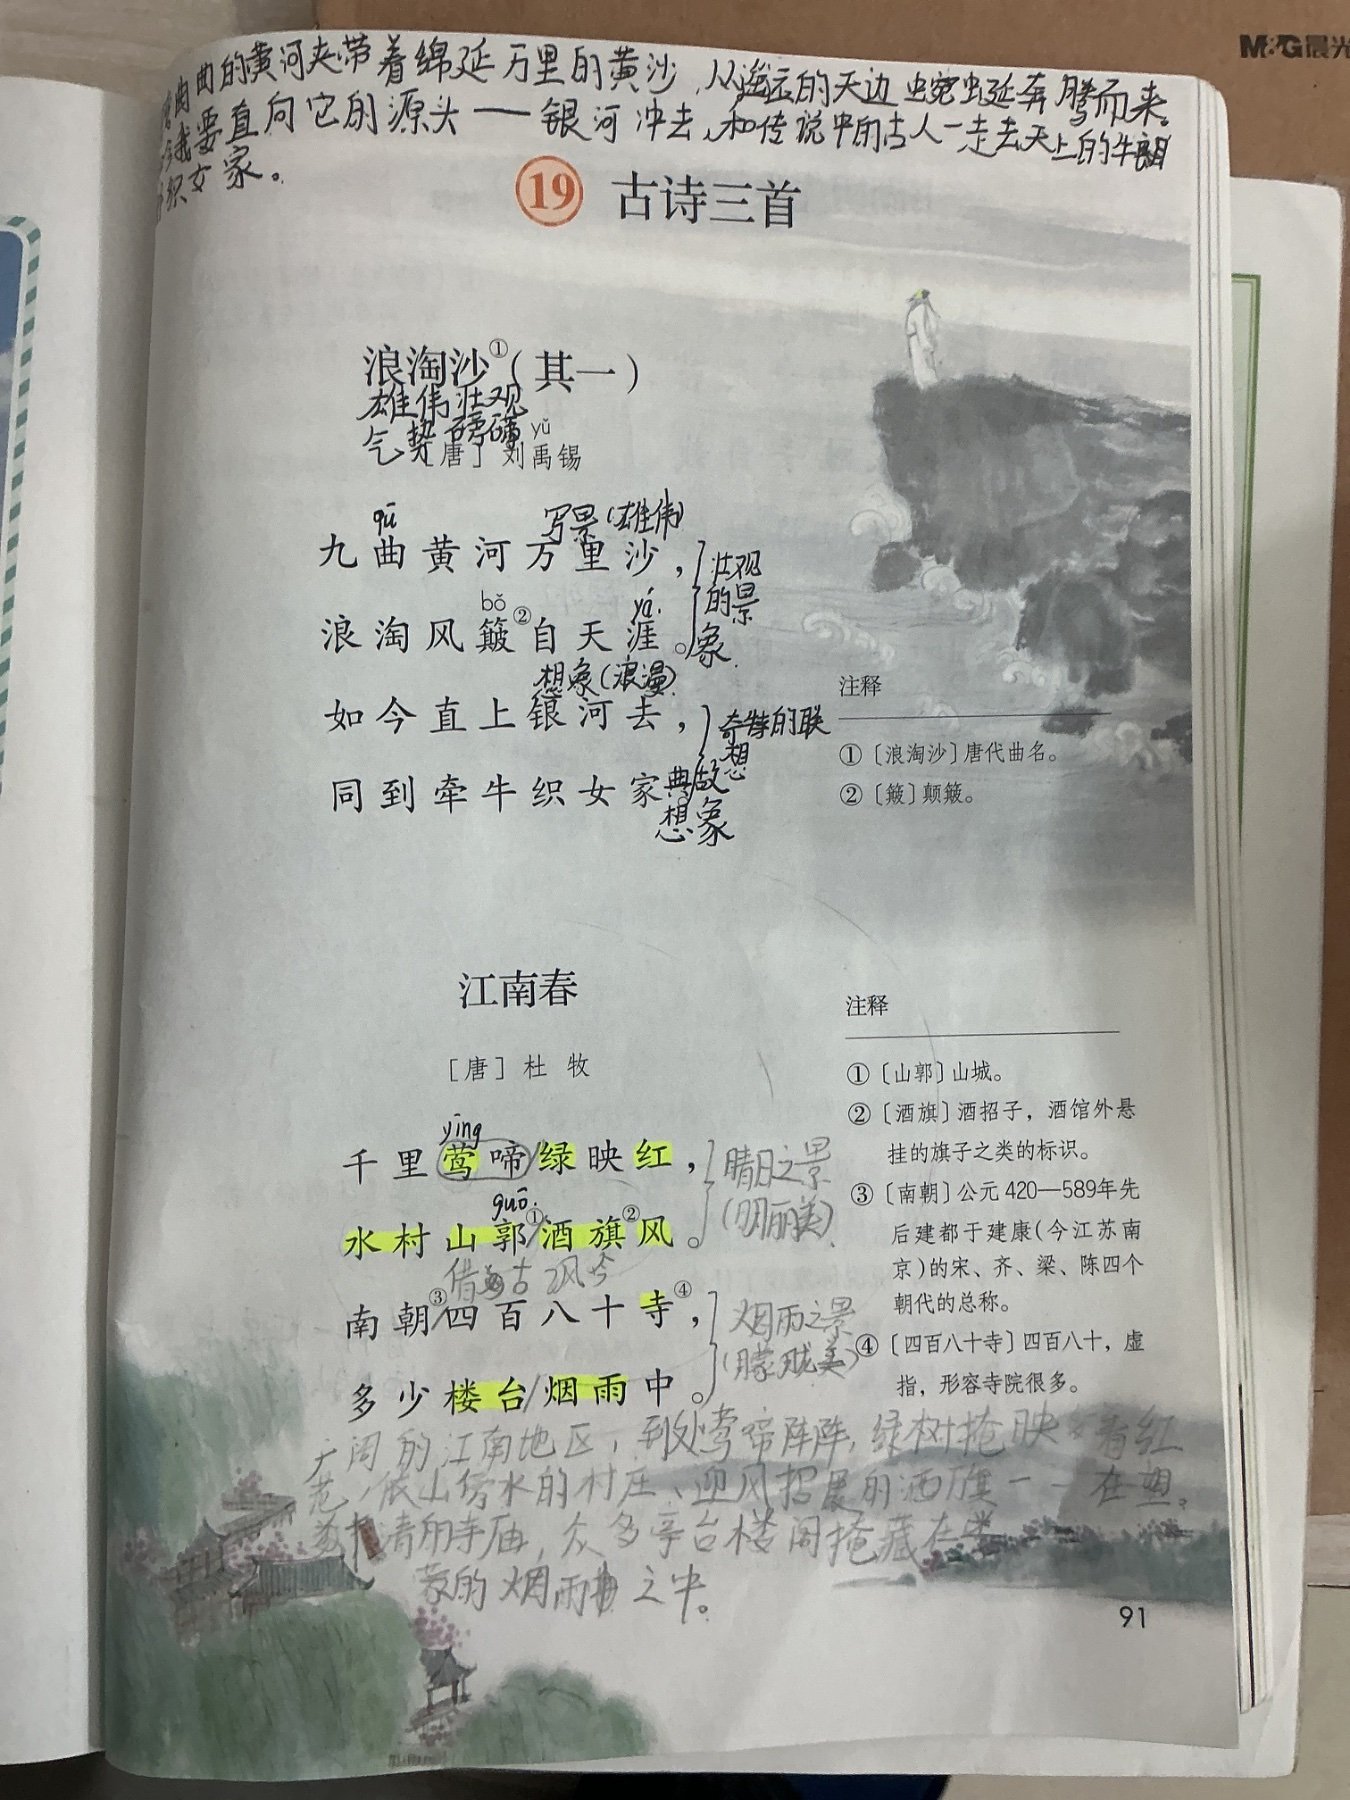 M&G晨光
曲曲的黄河夹带着绵延万里的黄沙，从遥远的天边蜿蜒奔腾而来。
我要直向它的源头——银河冲去，和传说中的古人一走去天上的牛郎
织女家。
19 古诗三首
浪淘沙①（其一）
雄伟壮观
气势磅礴
yǔ
［唐］刘禹锡
qū 写景（雄伟）
九曲黄河万里沙，
壮观的景象
bǒ yá
浪淘风簸②自天涯。
想象（浪漫）
如今直上银河去，
奇特的联想
同到牵牛织女家。
典故
想象
注释
①〔浪淘沙〕唐代曲名。
②〔簸〕颠簸。
江南春
［唐］杜 牧
yīng
千里莺啼/绿映红，
晴日之景
（明丽美）
guō
水村山郭①/酒旗②风。
借古讽今
南朝③/四百八十寺④，
烟雨之景
（朦胧美）
多少楼台/烟雨中。
广阔的江南地区，到处莺啼阵阵，绿树掩映着红
花，依山傍水的村庄、迎风招展的酒旗一一在望。
清的寺庙，众多亭台楼阁掩藏在
蒙的烟雨之中。
注释
①〔山郭〕山城。
②〔酒旗〕酒招子，酒馆外悬
挂的旗子之类的标识。
③〔南朝〕公元420—589年先
后建都于建康（今江苏南
京）的宋、齐、梁、陈四个
朝代的总称。
④〔四百八十寺〕四百八十，虚
指，形容寺院很多。
91